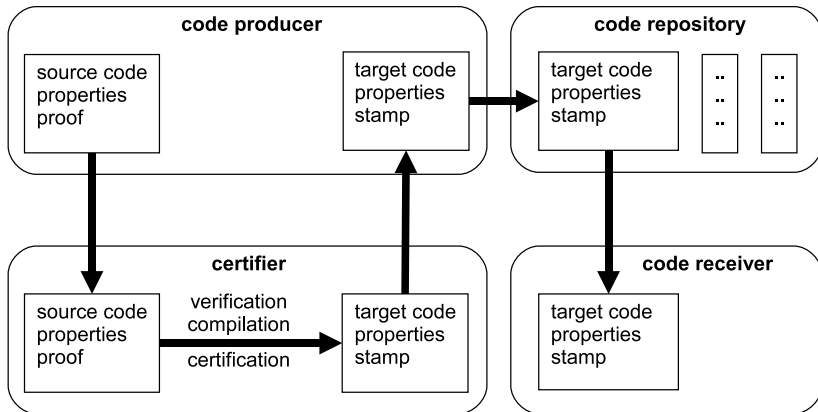 code producer
source code
properties
proof
target code
properties
stamp
code repository
target code
properties
stamp
..
..
..
..
..
..
certifier
source code
properties
proof
verification
compilation
certification
target code
properties
stamp
code receiver
target code
properties
stamp